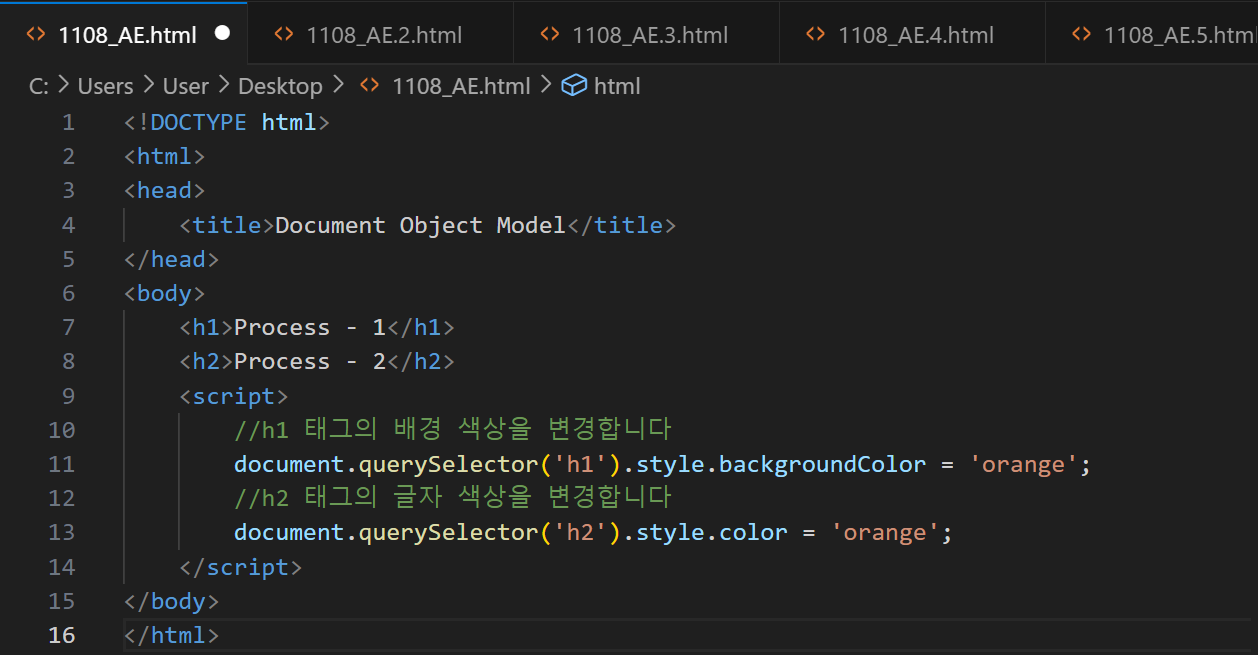 1108_AE.html 1108_AE.2.html 1108_AE.3.html 1108_AE.4.html 1108_AE.5.html
C: > Users > User > Desktop > 1108_AE.html > html
1 <!DOCTYPE html>
2 <html>
3 <head>
4     <title>Document Object Model</title>
5 </head>
6 <body>
7     <h1>Process - 1</h1>
8     <h2>Process - 2</h2>
9     <script>
10         //h1 태그의 배경 색상을 변경합니다
11         document.querySelector('h1').style.backgroundColor = 'orange';
12         //h2 태그의 글자 색상을 변경합니다
13         document.querySelector('h2').style.color = 'orange';
14     </script>
15 </body>
16 </html>